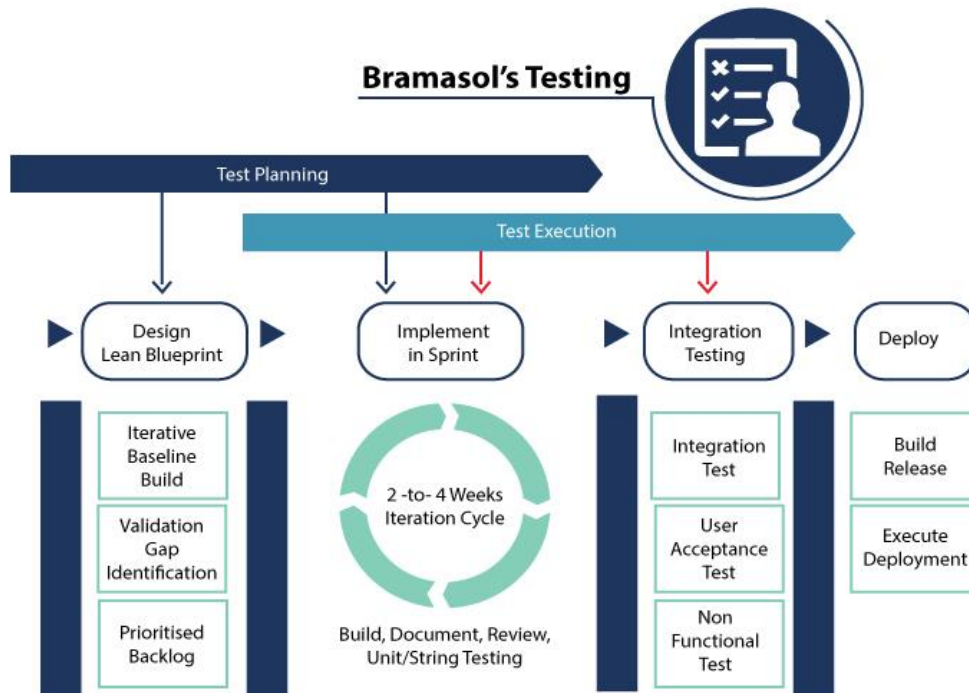 Bramasol's Testing
Test Planning
Test Execution
Design
Lean Blueprint
Implement
in Sprint
Integration
Testing
Deploy
Iterative
Baseline
Build
Validation
Gap
Identification
Prioritised
Backlog
2 -to- 4 Weeks
Iteration Cycle
Build, Document, Review,
Unit/String Testing
Integration
Test
User
Acceptance
Test
Non
Functional
Test
Build
Release
Execute
Deployment